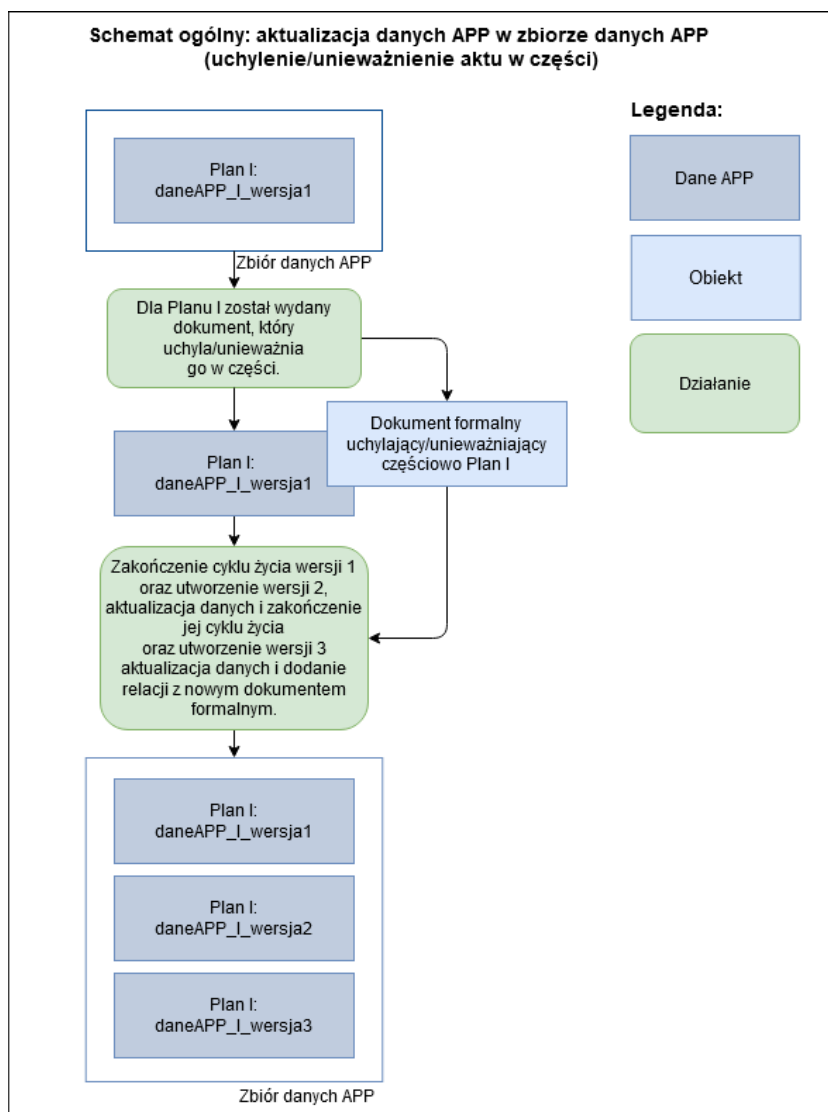 Schemat ogólny: aktualizacja danych APP w zbiorze danych APP
(uchylenie/unieważnienie aktu w części)
Legenda:
Plan I:
daneAPP_I_wersja1
Zbiór danych APP
Dane APP
Obiekt
Działanie
Dla Planu I został wydany
dokument, który
uchyla/unieważnia
go w części.
Dokument formalny
uchylający/unieważniający
częściowo Plan I
Plan I:
daneAPP_I_wersja1
Zakończenie cyklu życia wersji 1
oraz utworzenie wersji 2,
aktualizacja danych i zakończenie
jej cyklu życia
oraz utworzenie wersji 3
aktualizacja danych i dodanie
relacji z nowym dokumentem
formalnym.
Plan I:
daneAPP_I_wersja1
Plan I:
daneAPP_I_wersja2
Plan I:
daneAPP_I_wersja3
Zbiór danych APP